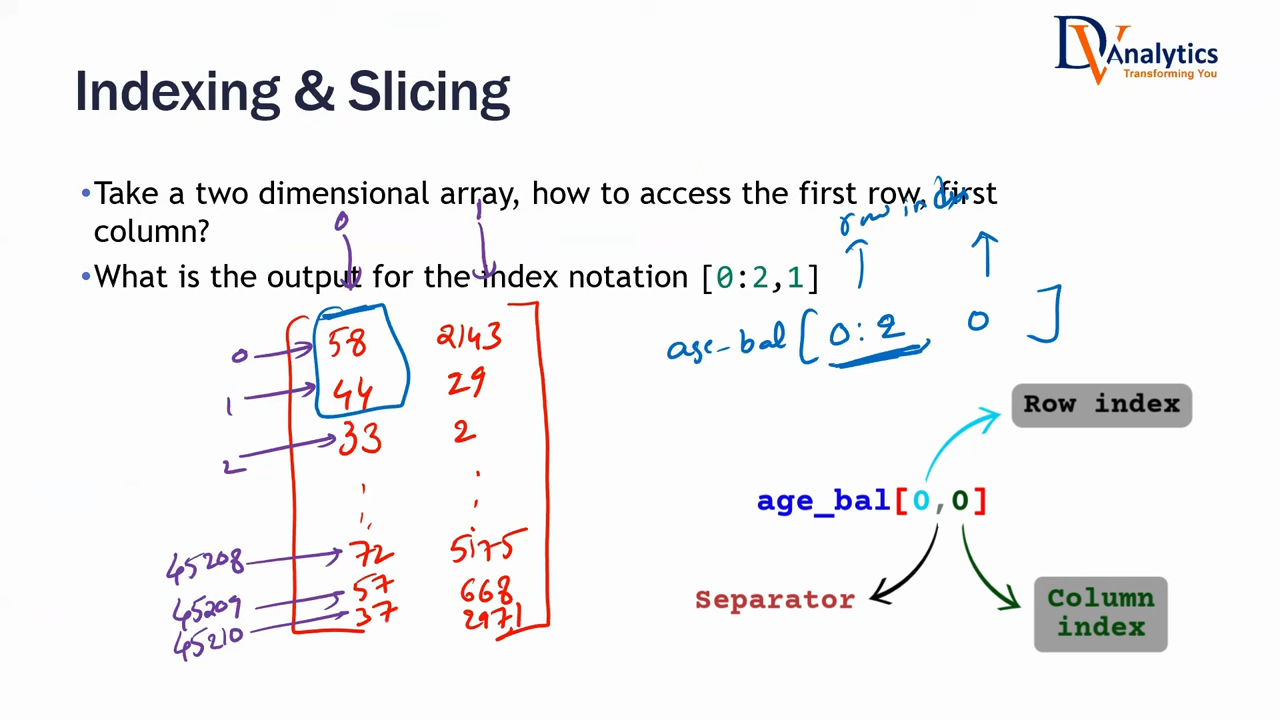 DV Analytics
Transforming You
Indexing & Slicing
•Take a two dimensional array, how to access the first row, first
column?
•What is the output for the index notation [0:2,1]
0 1
row index
age_bal[0:2, 0]
0 58 2143
1 44 29
2 33 2
45208 72 5175
45209 57 668
45210 37 2971
Row index
age_bal[0,0]
Separator
Column
index